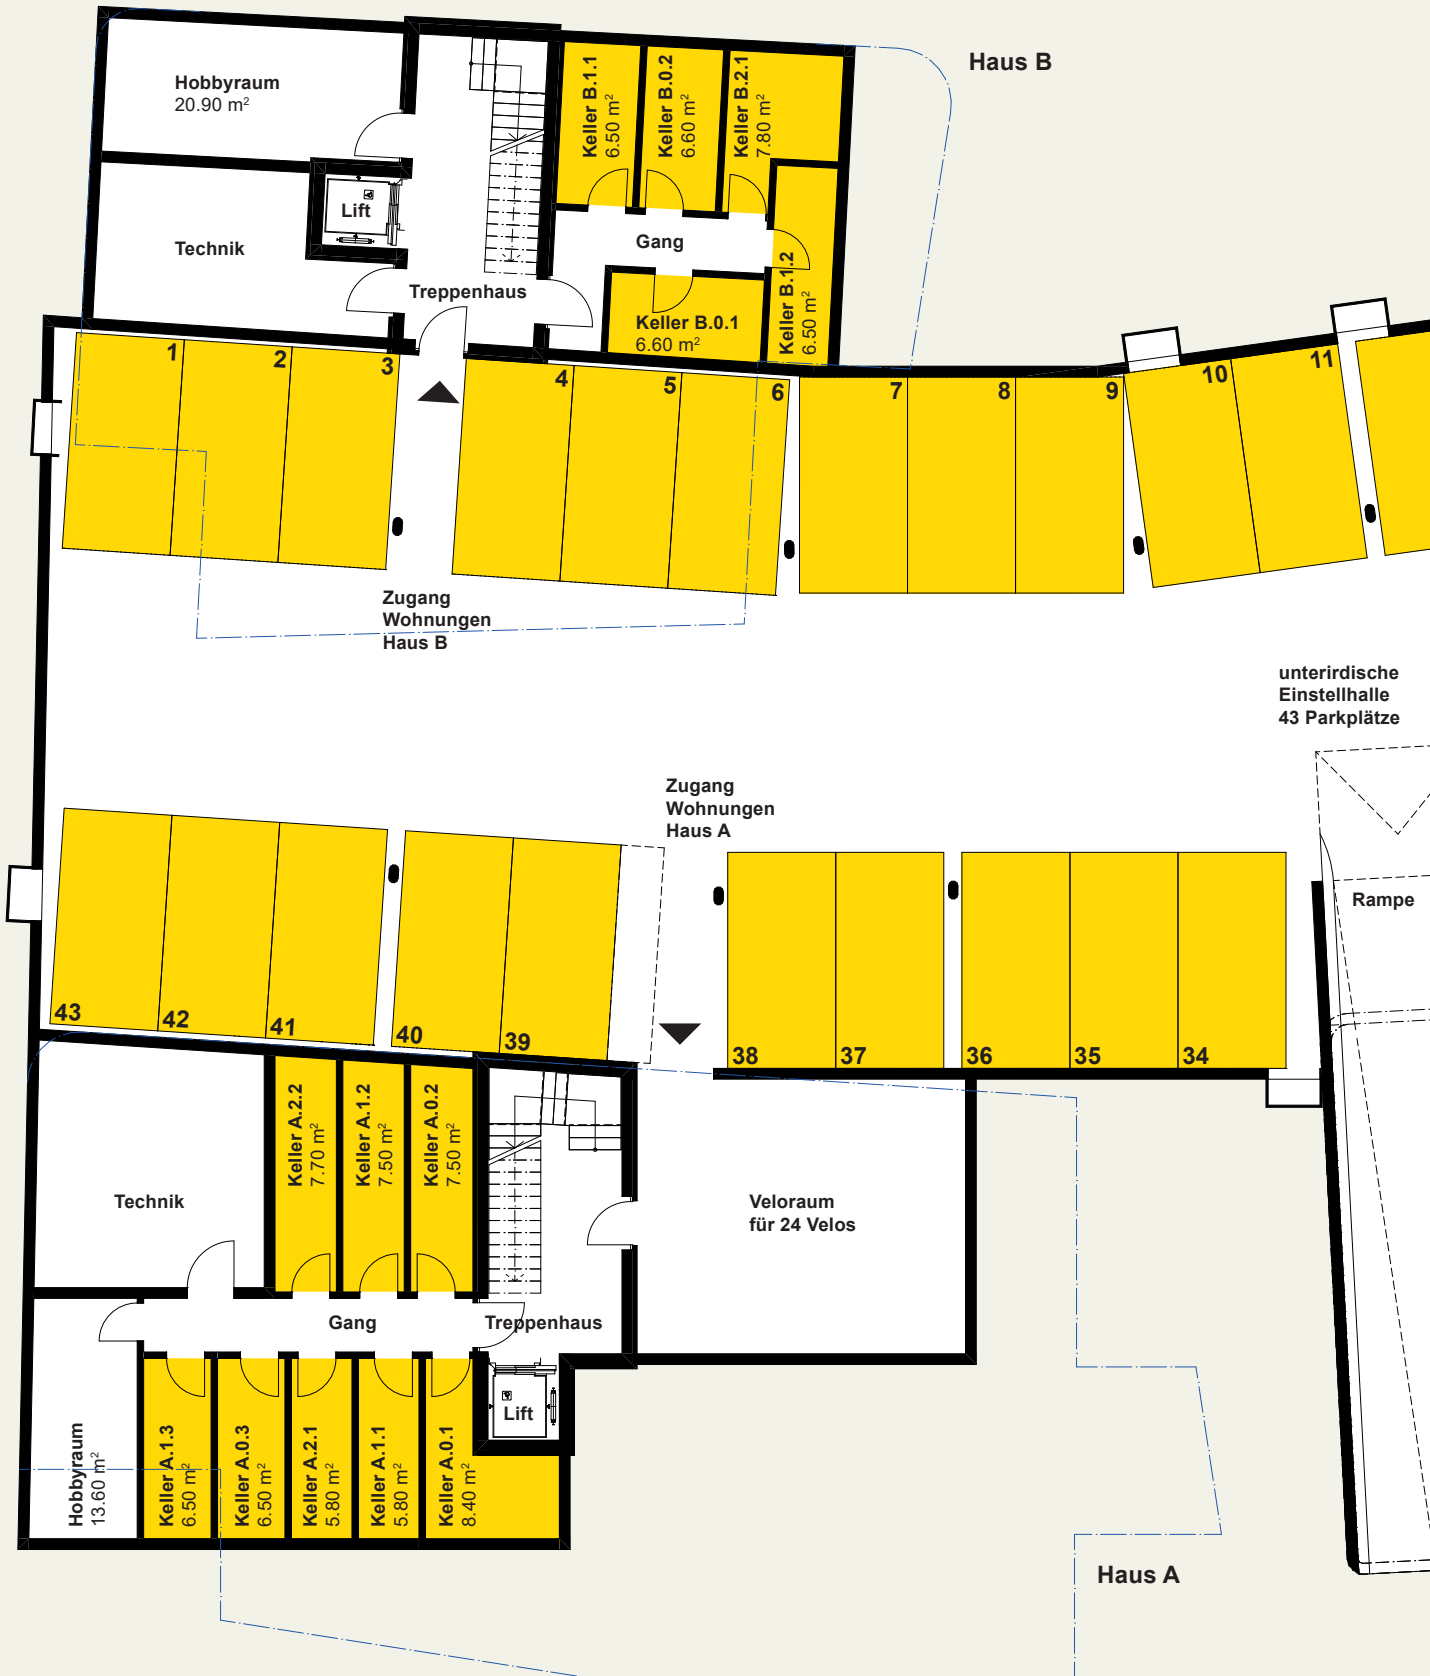 Haus B
Hobbyraum
20.90 m²
Keller B.1.1
6.50 m²
Keller B.0.2
6.60 m²
Keller B.2.1
7.80 m²
Lift
Technik
Gang
Treppenhaus
Keller B.0.1
6.60 m²
Keller B.1.2
6.50 m²
1
2
3
4
5
6
7
8
9
10
11
Zugang
Wohnungen
Haus B
unterirdische
Einstellhalle
43 Parkplätze
Zugang
Wohnungen
Haus A
Rampe
43
42
41
40
39
38
37
36
35
34
Keller A.2.2
7.70 m²
Keller A.1.2
7.50 m²
Keller A.0.2
7.50 m²
Technik
Veloraum
für 24 Velos
Gang
Treppenhaus
Lift
Hobbyraum
13.60 m²
Keller A.1.3
6.50 m²
Keller A.0.3
6.50 m²
Keller A.2.1
5.80 m²
Keller A.1.1
5.80 m²
Keller A.0.1
8.40 m²
Haus A